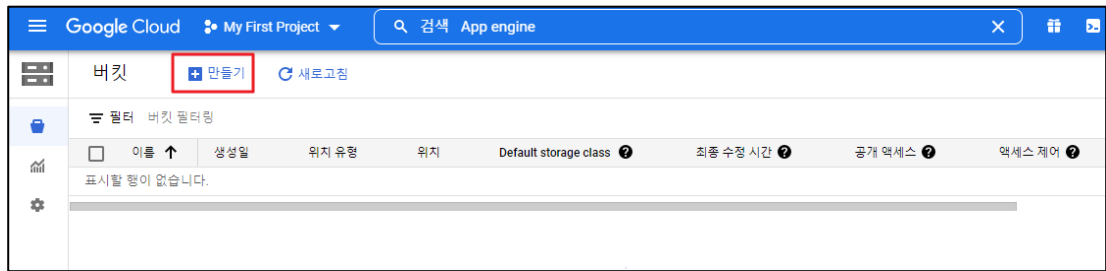 Google Cloud My First Project 검색 App engine
버킷 만들기 새로고침
필터 버킷 필터링
이름 생성일 위치 유형 위치 Default storage class 최종 수정 시간 공개 액세스 액세스 제어
표시할 행이 없습니다.